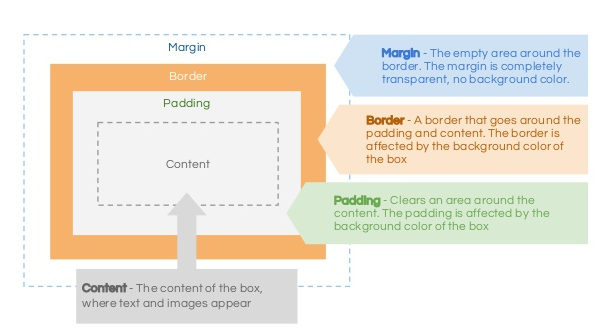 Margin
Border
Padding
Content
Margin - The empty area around the
border. The margin is completely
transparent, no background color.
Border - A border that goes around the
padding and content. The border is
affected by the background color of
the box
Padding - Clears an area around the
content. The padding is affected by the
background color of the box
Content - The content of the box,
where text and images appear